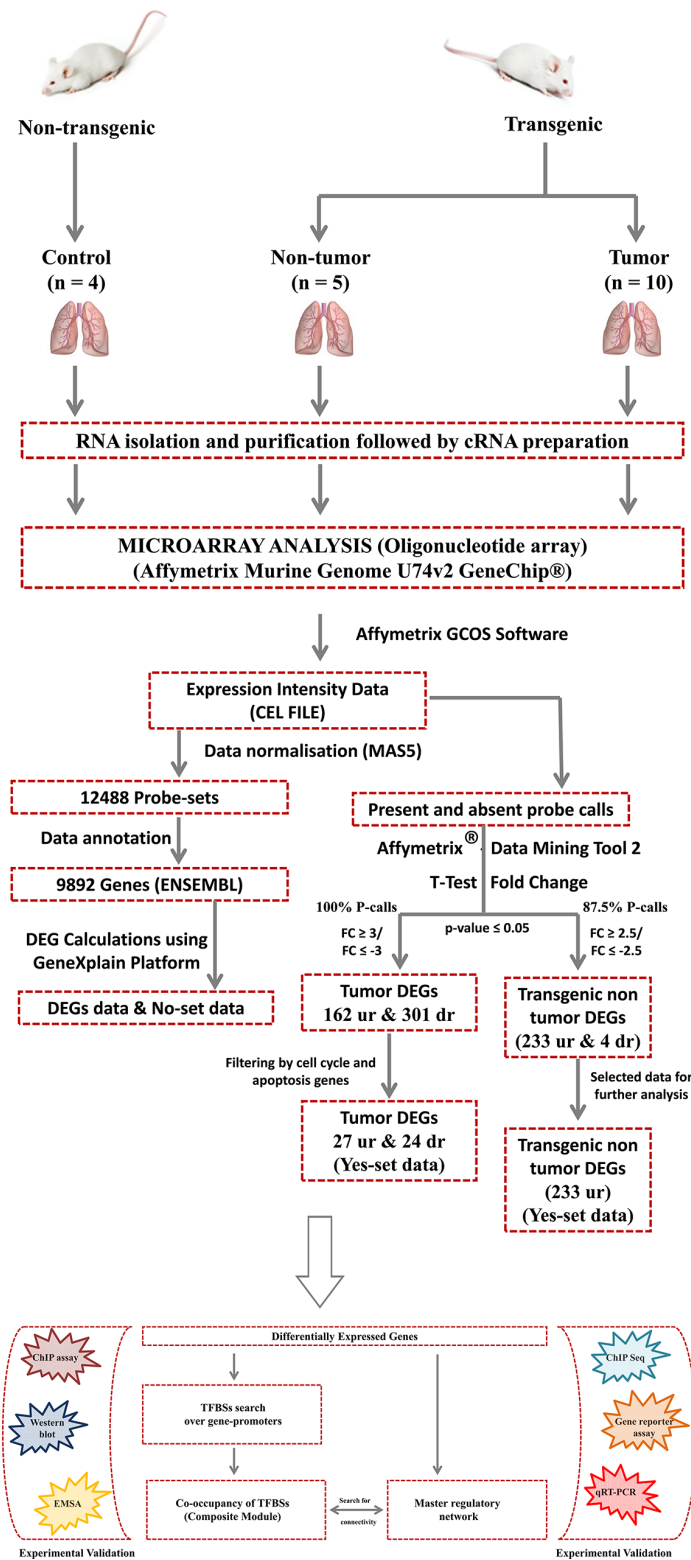 Non-transgenic
Transgenic
Control
(n = 4)
Non-tumor
(n = 5)
Tumor
(n = 10)
RNA isolation and purification followed by cRNA preparation
MICROARRAY ANALYSIS (Oligonucleotide array)
(Affymetrix Murine Genome U74v2 GeneChip®)
Affymetrix GCOS Software
Expression Intensity Data
(CEL FILE)
Data normalisation (MAS5)
12488 Probe-sets
Data annotation
9892 Genes (ENSEMBL)
DEG Calculations using
GeneXplain Platform
DEGs data & No-set data
Present and absent probe calls
Affymetrix® Data Mining Tool 2
T-Test Fold Change
100% P-calls
FC ≥ 3/
FC ≤ -3
p-value ≤ 0.05
87.5% P-calls
FC ≥ 2.5/
FC ≤ -2.5
Tumor DEGs
162 ur & 301 dr
Filtering by cell cycle and
apoptosis genes
Tumor DEGs
27 ur & 24 dr
(Yes-set data)
Transgenic non
tumor DEGs
(233 ur & 4 dr)
Selected data for
further analysis
Transgenic non
tumor DEGs
(233 ur)
(Yes-set data)
ChIP assay
Western
blot
EMSA
Experimental Validation
Differentially Expressed Genes
TFBSs search
over gene-promoters
Co-occupancy of TFBSs
(Composite Module)
Search for
connectivity
Master regulatory
network
ChIP Seq
Gene reporter
assay
qRT-PCR
Experimental Validation